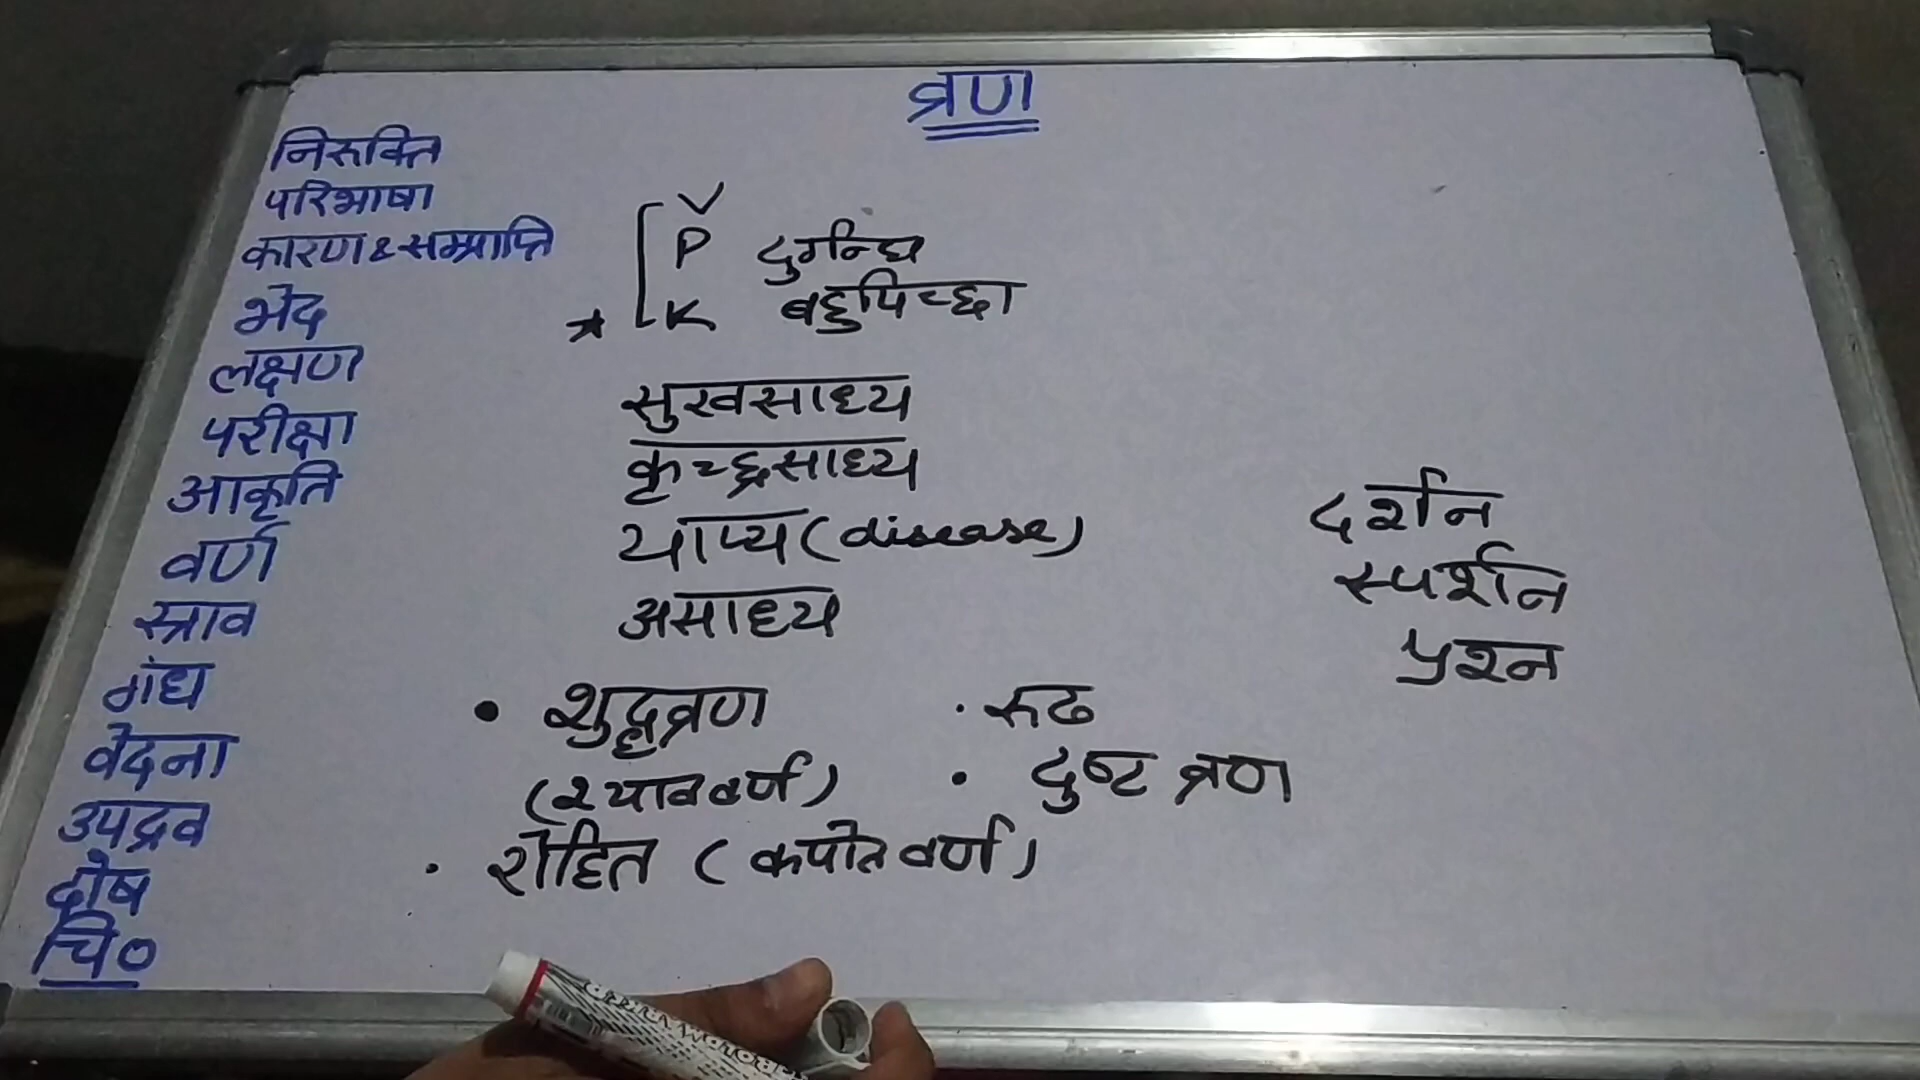 व्रण
निरुक्ति
परिभाषा
कारण & सम्प्राप्ति
भेद
लक्षण
परीक्षा
आकृति
वर्ण
स्त्राव
गंध
वेदना
उपद्रव
दोष
चि०
V
P दुर्गन्धि
* K बहुपिच्छा
सुखसाध्य
कृच्छ्रसाध्य
याप्य (disease)
असाध्य
दर्शन
स्पर्शन
प्रश्न
• शुद्धव्रण
(श्याववर्ण)
• रोहित (कपोतवर्ण)
• रुढ
• दुष्ट व्रण